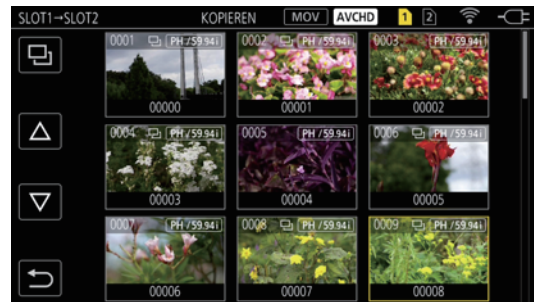 SLOT1→SLOT2 KOPIEREN MOV AVCHD 1 2
0001 PH /59.94i 0002 PH /59.94i 0003 PH /59.94i
00000 00001 00002
0004 PH /59.94i 0005 PH /59.94i 0006 PH /59.94i
00003 00004 00005
0007 PH /59.94i 0008 PH /59.94i 0009 PH /59.94i
00006 00007 00008